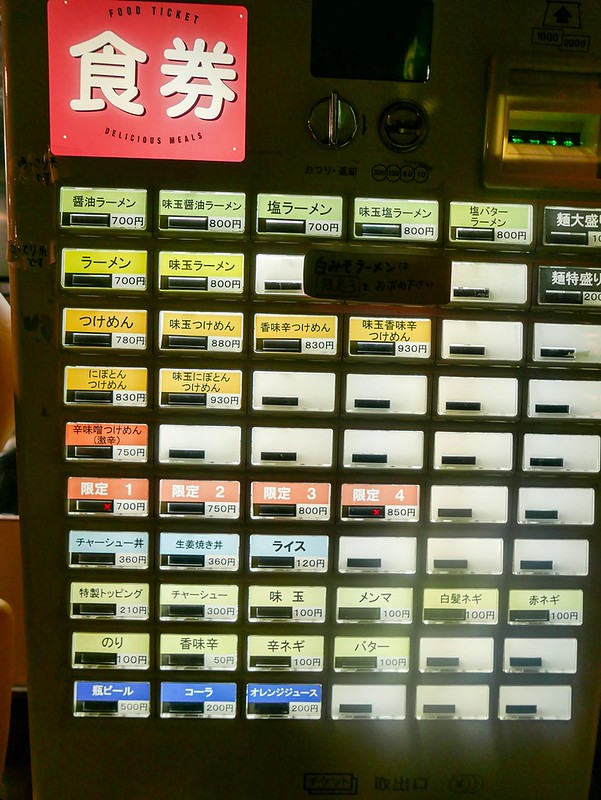 FOOD TICKET
食券
DELICIOUS MEALS
1000 2000
おつり・返却
醤油ラーメン 700円
味玉醤油ラーメン 800円
塩ラーメン 700円
味玉塩ラーメン 800円
塩バター
ラーメン 800円
麺大盛り
ラーメン 700円
味玉ラーメン 800円
白みそラーメンは
限定3をお求め下さい
麺特盛り
つけめん 780円
味玉つけめん 880円
香味辛つけめん 830円
味玉香味辛
つけめん 930円
にぼとん
つけめん 830円
味玉にぼとん
つけめん 930円
辛味噌つけめん
(激辛) 750円
限定 1 700円
限定 2 750円
限定 3 800円
限定 4 850円
チャーシュー丼 360円
生姜焼き丼 360円
ライス 120円
特製トッピング 210円
チャーシュー 300円
味 玉 100円
メンマ 100円
白髪ネギ 100円
赤ネギ 100円
のり 100円
香味辛 50円
辛ネギ 100円
バター 100円
瓶ビール 500円
コーラ 200円
オレンジジュース 200円
チケット 取出口